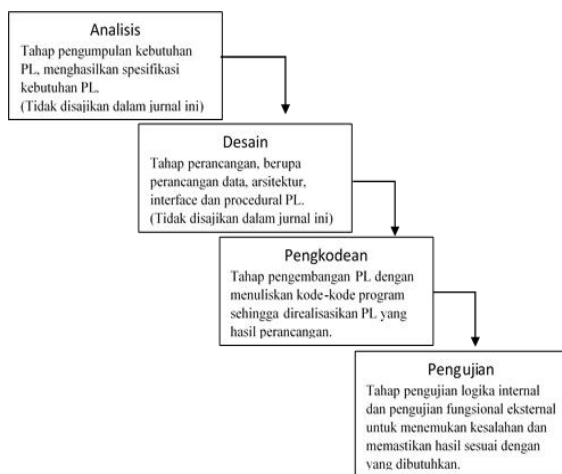 Analisis
Tahap pengumpulan kebutuhan
PL, menghasilkan spesifikasi
kebutuhan PL.
(Tidak disajikan dalam jurnal ini)
Desain
Tahap perancangan, berupa
perancangan data, arsitektur,
interface dan procedural PL.
(Tidak disajikan dalam jurnal ini)
Pengkodean
Tahap pengembangan PL dengan
menuliskan kode-kode program
sehingga direalisasikan PL yang
hasil perancangan.
Pengujian
Tahap pengujian logika internal
dan pengujian fungsional eksternal
untuk menemukan kesalahan dan
memastikan hasil sesuai dengan
yang dibutuhkan.